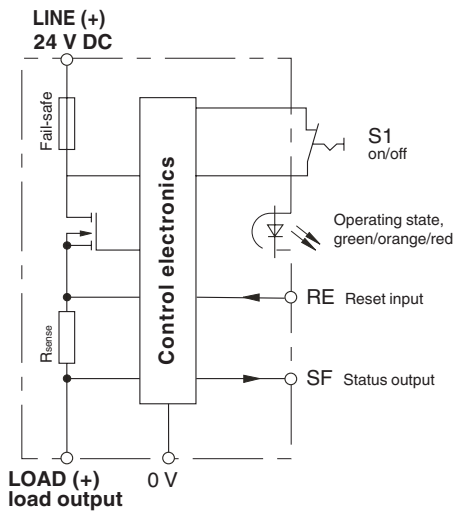 LINE (+)
24 V DC
Fail-safe
Control electronics
S1
on/off
Operating state,
green/orange/red
RE Reset input
Rsense
SF Status output
LOAD (+)
load output
0 V